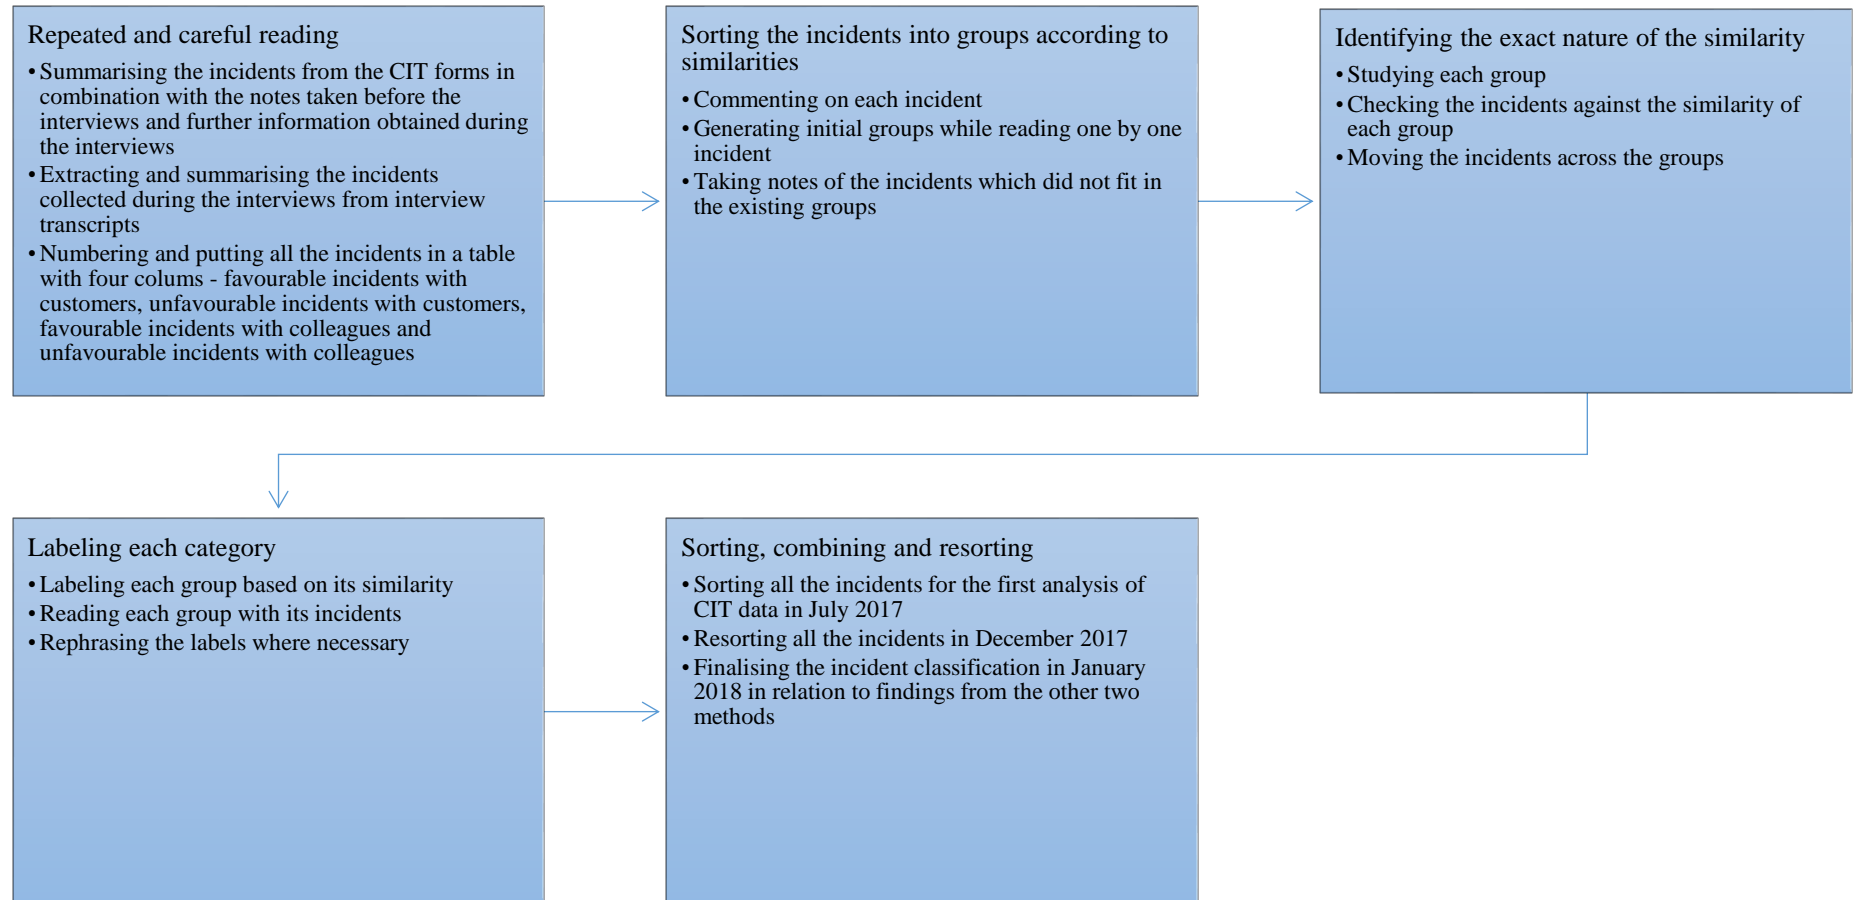 Repeated and careful reading
•Summarising the incidents from the CIT forms in
combination with the notes taken before the
interviews and further information obtained during
the interviews
•Extracting and summarising the incidents
collected during the interviews from interview
transcripts
•Numbering and putting all the incidents in a table
with four colums - favourable incidents with
customers, unfavourable incidents with customers,
favourable incidents with colleagues and
unfavourable incidents with colleagues
Sorting the incidents into groups according to
similarities
•Commenting on each incident
•Generating initial groups while reading one by one
incident
•Taking notes of the incidents which did not fit in
the existing groups
Identifying the exact nature of the similarity
•Studying each group
•Checking the incidents against the similarity of
each group
•Moving the incidents across the groups
Labeling each category
•Labeling each group based on its similarity
•Reading each group with its incidents
•Rephrasing the labels where necessary
Sorting, combining and resorting
•Sorting all the incidents for the first analysis of
CIT data in July 2017
•Resorting all the incidents in December 2017
•Finalising the incident classification in January
2018 in relation to findings from the other two
methods